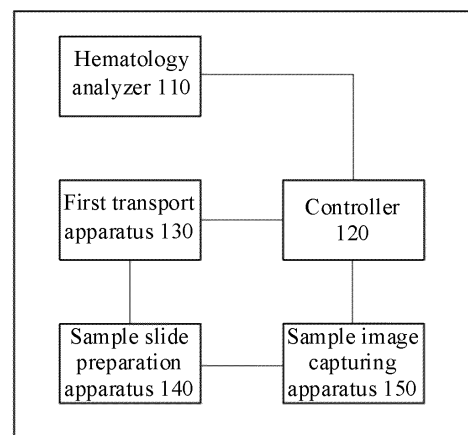 Hematology
analyzer 110
First transport
apparatus 130
Controller
120
Sample slide
preparation
apparatus 140
Sample image
capturing
apparatus 150